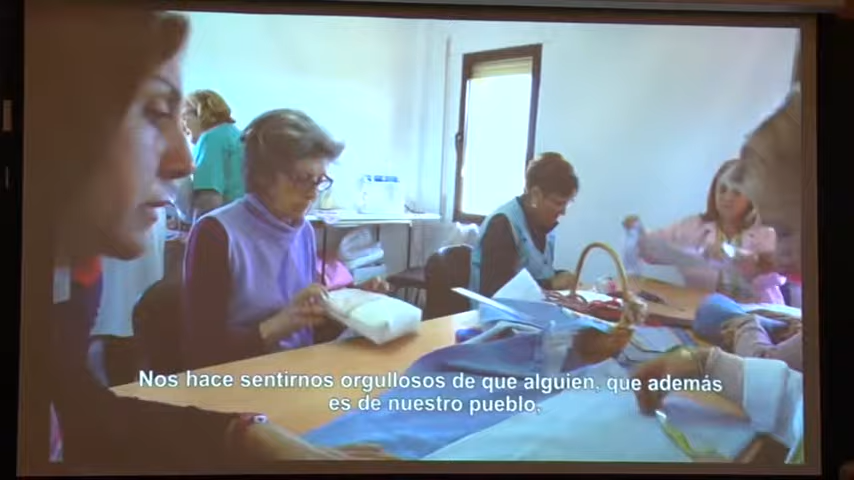 Nos hace sentirnos orgullosos de que alguien, que además
es de nuestro pueblo,